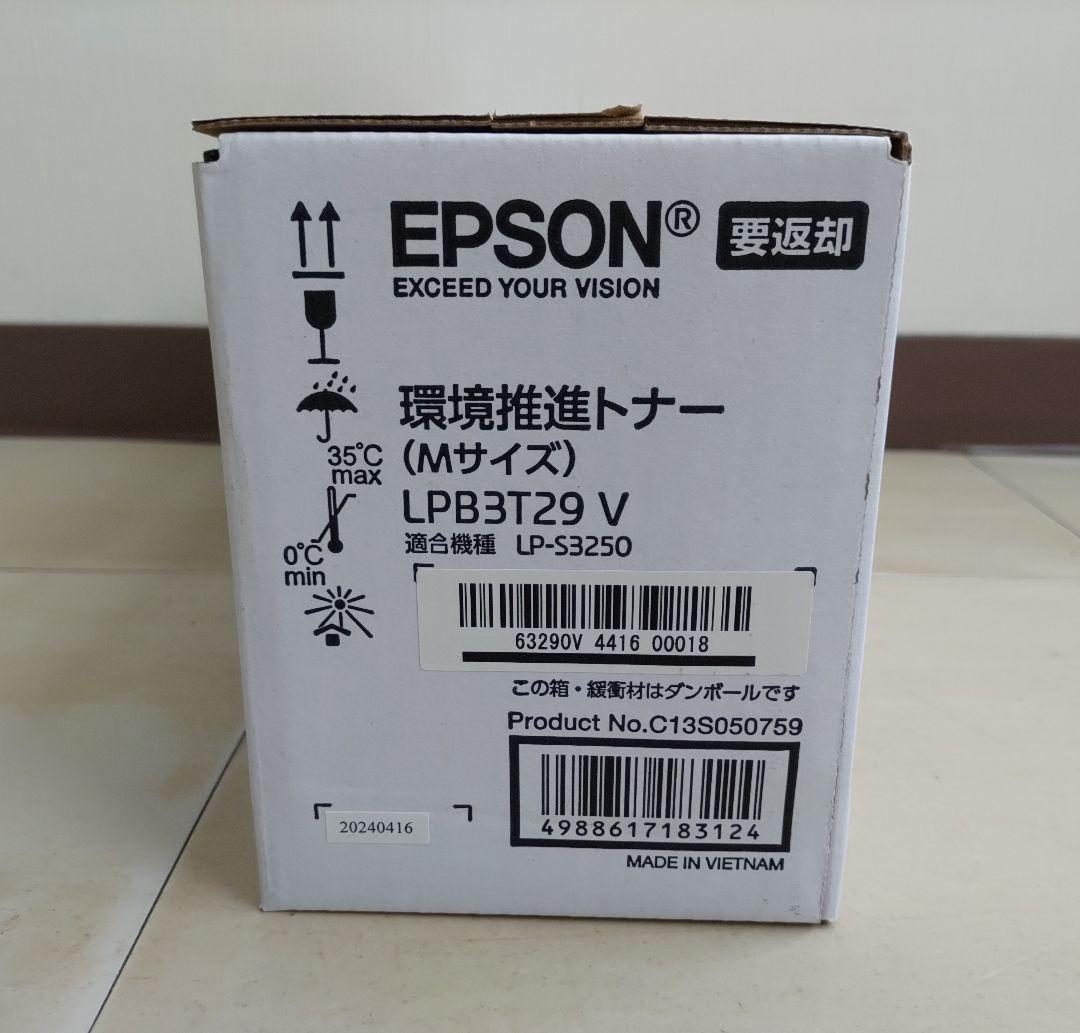 EPSON® 要返却
EXCEED YOUR VISION
環境推進トナー
(Mサイズ)
35℃
max
LPB3T29 V
適合機種 LP-S3250
0℃
min
63290V 4416 00018
この箱・緩衝材はダンボールです
Product No.C13S050759
4988617183124
20240416
MADE IN VIETNAM